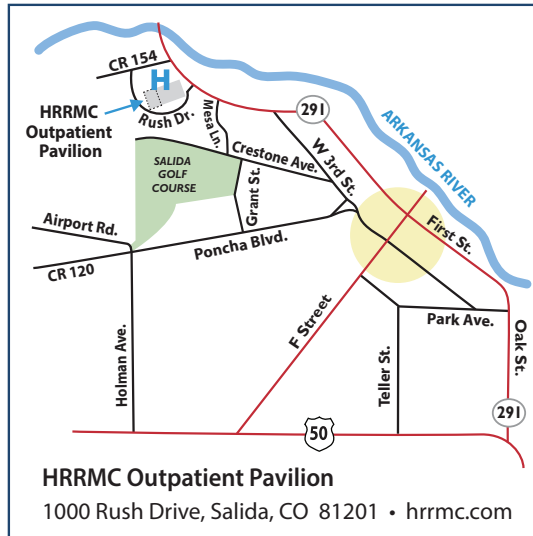 CR 154
H
HRRMC
Outpatient
Pavilion
Rush Dr.
Mesa Ln.
291
ARKANSAS RIVER
SALIDA
GOLF
COURSE
Crestone Ave.
W 3rd St.
Grant St.
First St.
Airport Rd.
Poncha Blvd.
CR 120
F Street
Park Ave.
Holman Ave.
Teller St.
Oak St.
291
50
HRRMC Outpatient Pavilion
1000 Rush Drive, Salida, CO 81201 • hrrmc.com